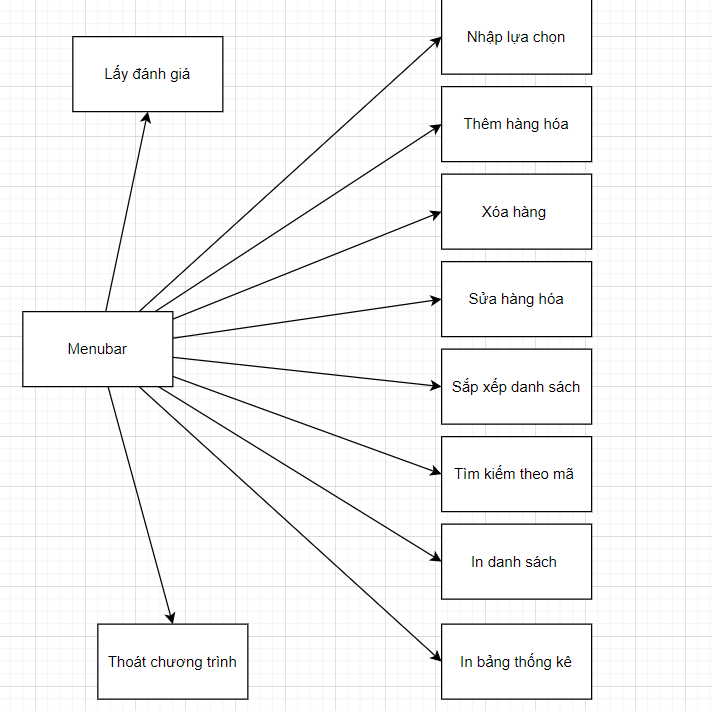 Nhập lựa chọn
Lấy đánh giá
Thêm hàng hóa
Xóa hàng
Sửa hàng hóa
Menubar
Sắp xếp danh sách
Tìm kiếm theo mã
In danh sách
Thoát chương trình
In bảng thống kê